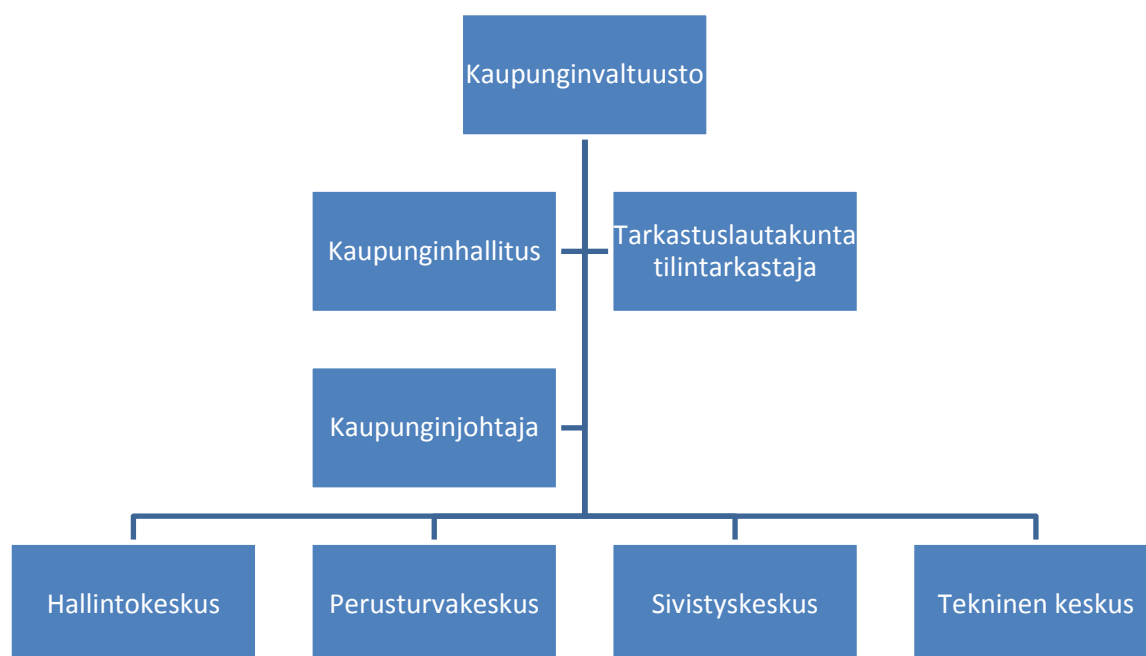 Kaupunginvaltuusto
Kaupunginhallitus
Tarkastuslautakunta
tilintarkastaja
Kaupunginjohtaja
Hallintokeskus
Perusturvakeskus
Sivistyskeskus
Tekninen keskus